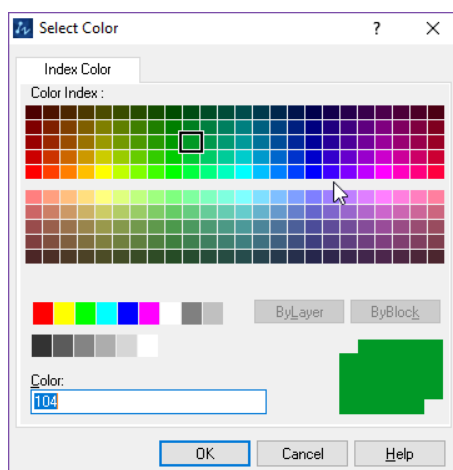 Select Color
?
Index Color
Color Index :
ByLayer
ByBlock
Color:
104
OK
Cancel
Help